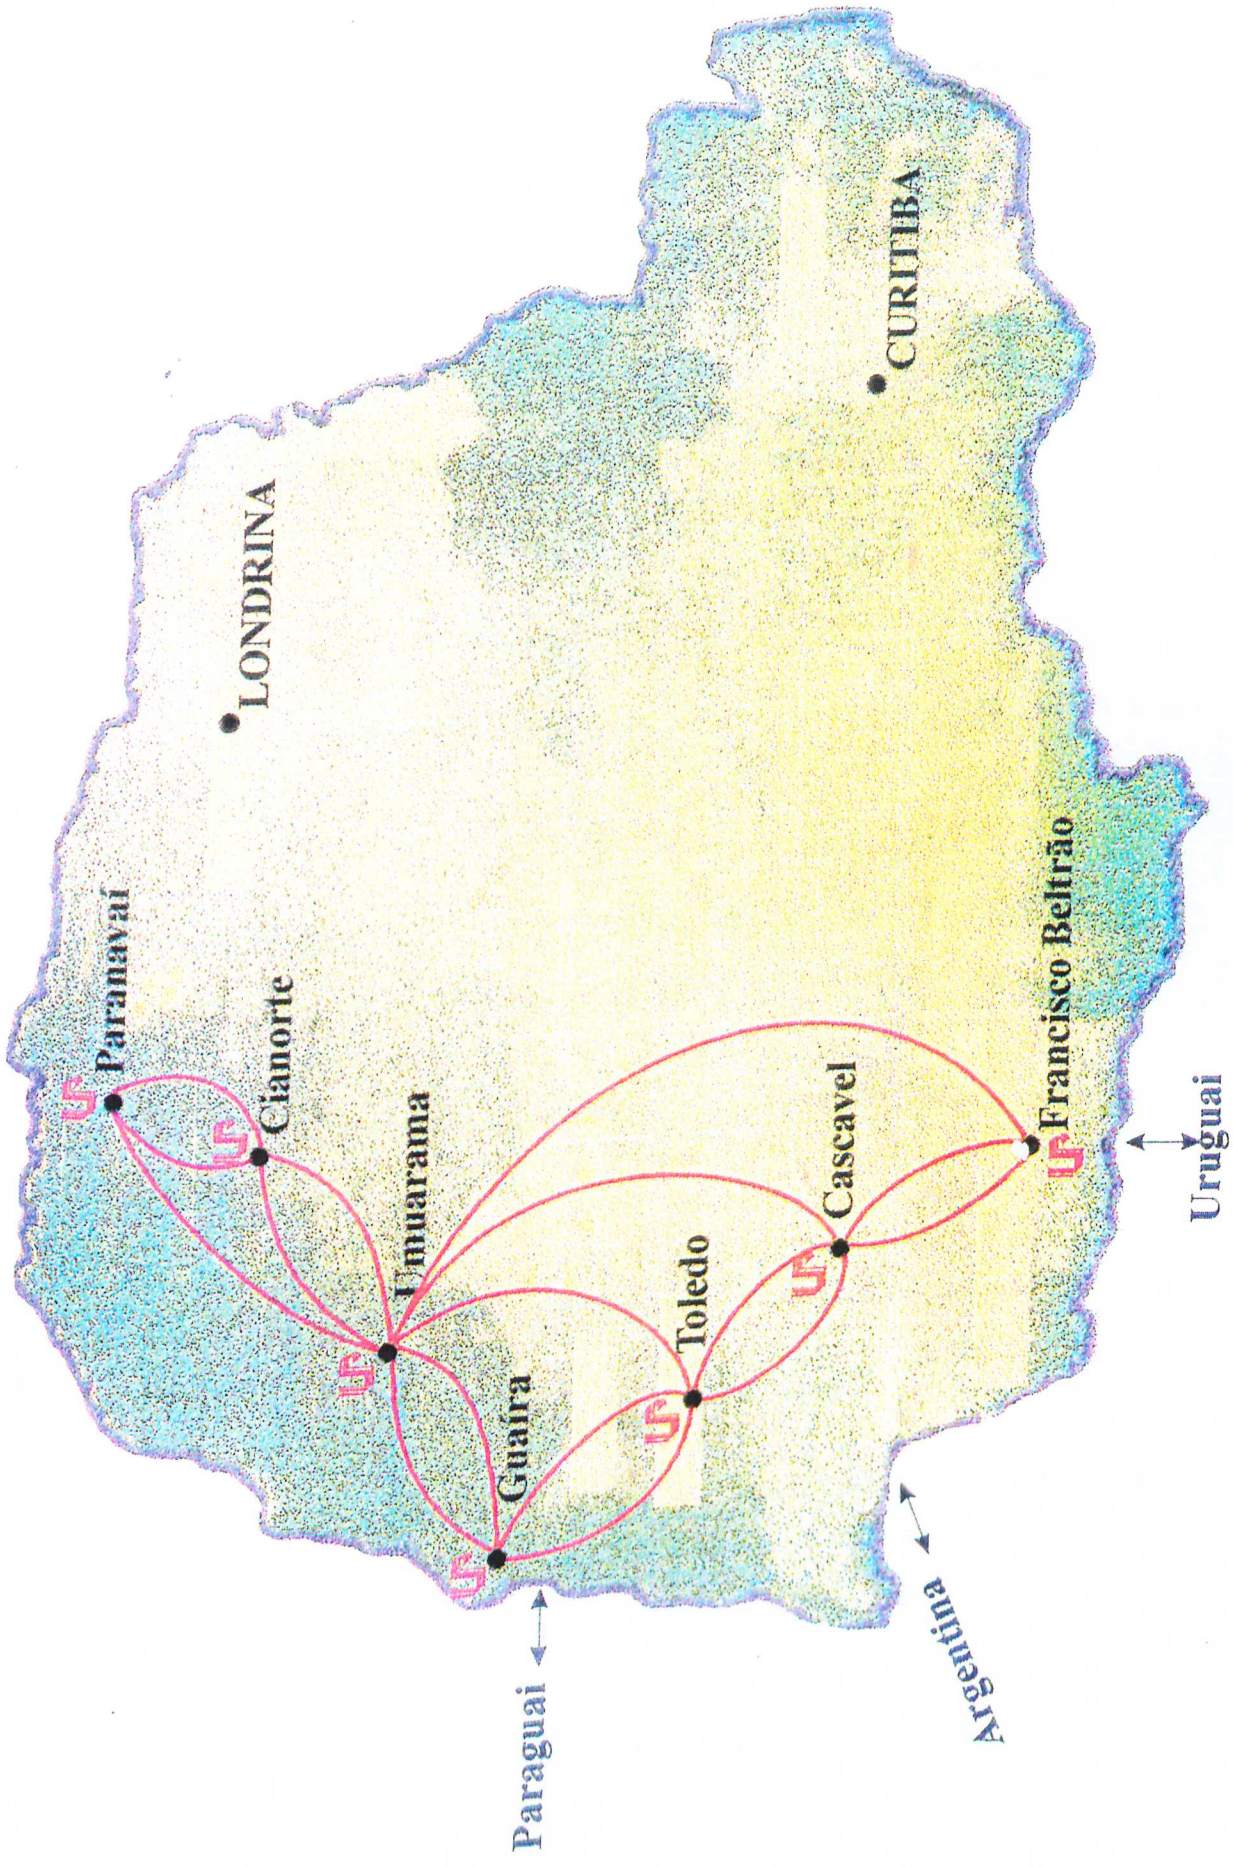 Paranavaí
LONDRINA
Cianorte
Umuarama
Guaíra
Toledo
Cascavel
CURITIBA
Francisco Beltrão
Paraguai
Argentina
Uruguai